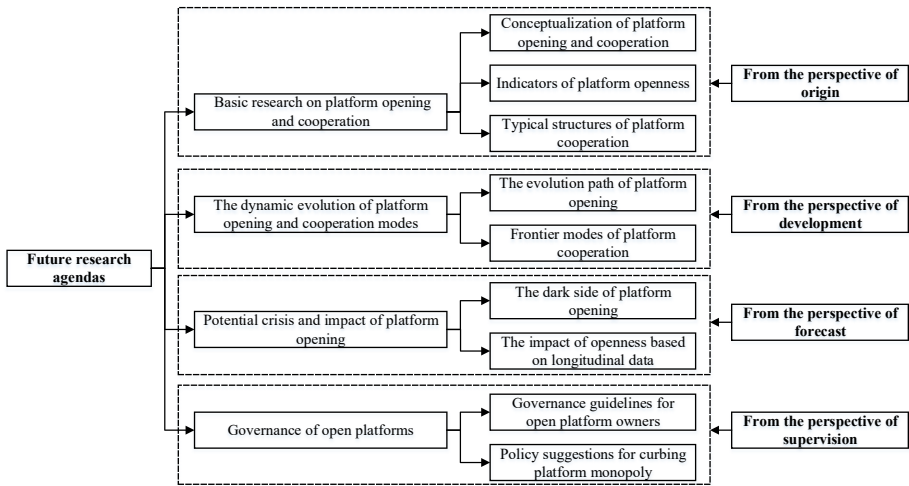 Future research
agendas
Basic research on platform opening
and cooperation
Conceptualization of platform
opening and cooperation
Indicators of platform openness
Typical structures of platform
cooperation
From the perspective of
origin
The dynamic evolution of platform
opening and cooperation modes
The evolution path of platform
opening
Frontier modes of platform
cooperation
From the perspective of
development
Potential crisis and impact of platform
opening
The dark side of platform
opening
The impact of openness based
on longitudinal data
From the perspective of
forecast
Governance of open platforms
Governance guidelines for
open platform owners
Policy suggestions for curbing
platform monopoly
From the perspective of
supervision